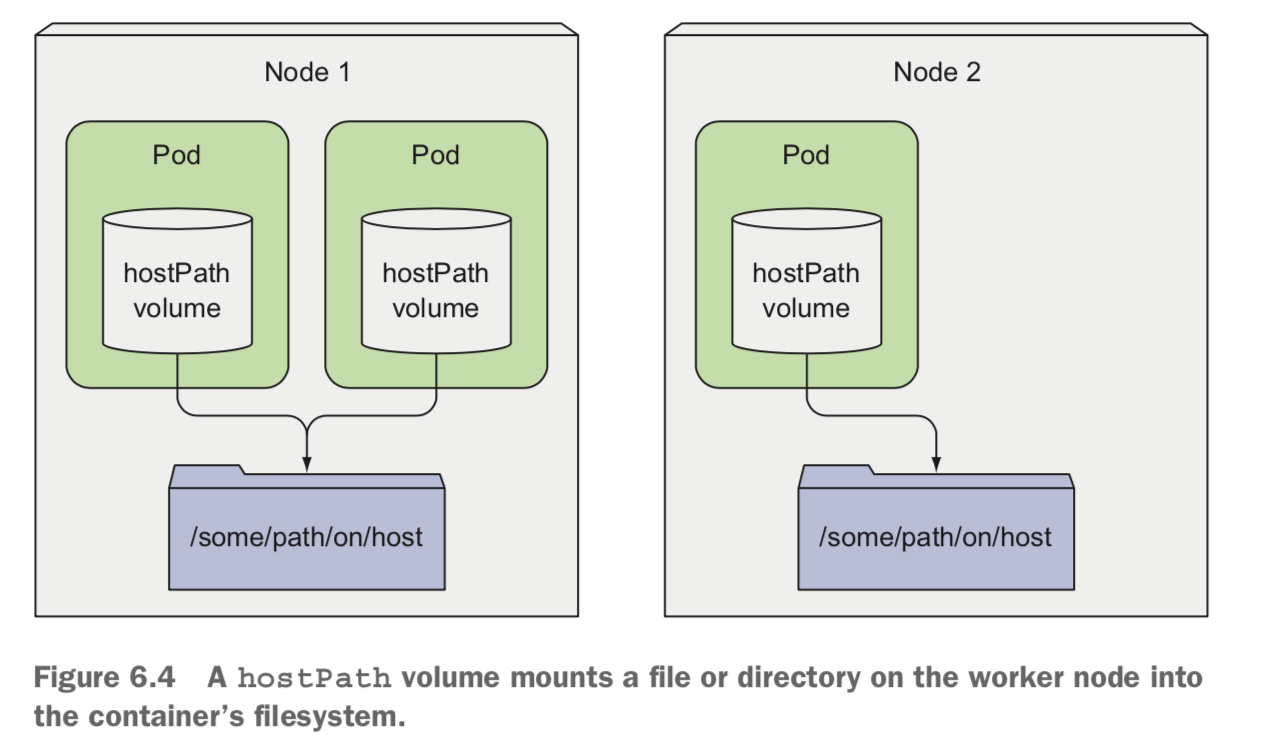 Node 1
Pod
hostPath
volume
Pod
hostPath
volume
/some/path/on/host
Node 2
Pod
hostPath
volume
/some/path/on/host
Figure 6.4 A hostPath volume mounts a file or directory on the worker node into
the container’s filesystem.